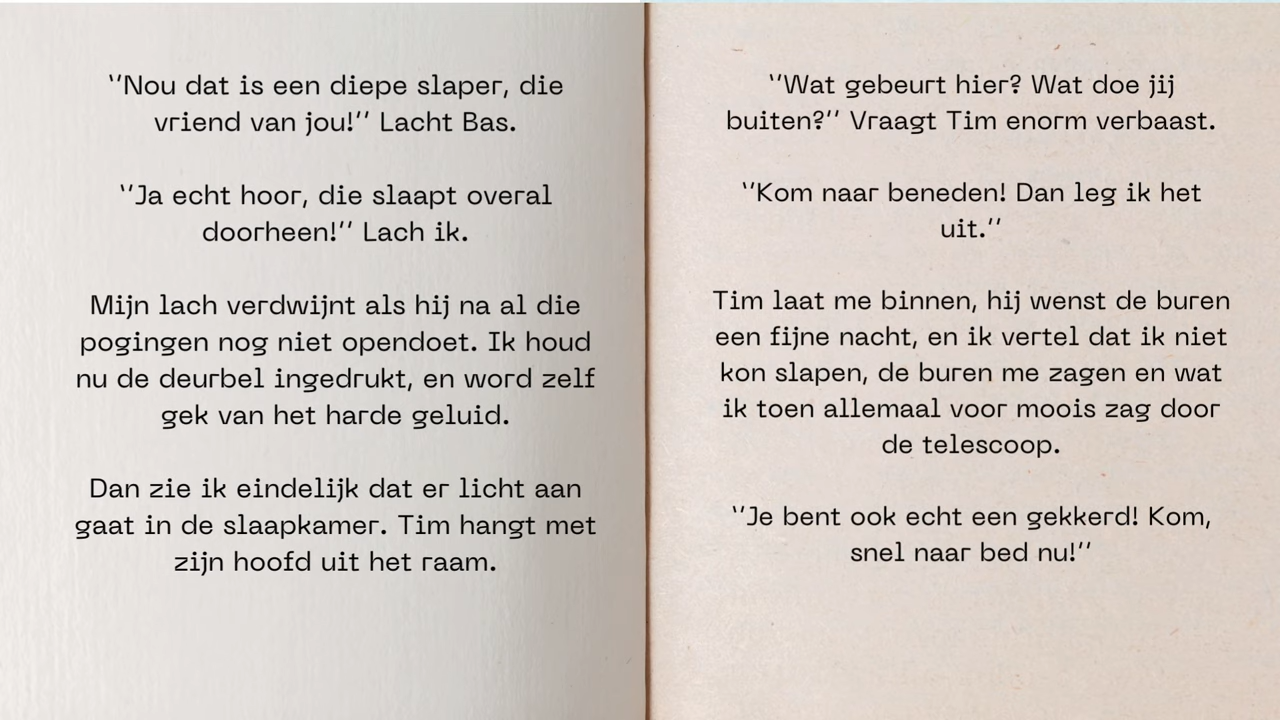 ‘’Nou dat is een diepe slaper, die
vriend van jou!’’ Lacht Bas.
‘’Ja echt hoor, die slaapt overal
doorheen!’’ Lach ik.
Mijn lach verdwijnt als hij na al die
pogingen nog niet opendoet. Ik houd
nu de deurbel ingedrukt, en word zelf
gek van het harde geluid.
Dan zie ik eindelijk dat er licht aan
gaat in de slaapkamer. Tim hangt met
zijn hoofd uit het raam.
‘’Wat gebeurt hier? Wat doe jij
buiten?’’ Vraagt Tim enorm verbaast.
‘’Kom naar beneden! Dan leg ik het
uit.’’
Tim laat me binnen, hij wenst de buren
een fijne nacht, en ik vertel dat ik niet
kon slapen, de buren me zagen en wat
ik toen allemaal voor moois zag door
de telescoop.
‘’Je bent ook echt een gekkerd! Kom,
snel naar bed nu!’’